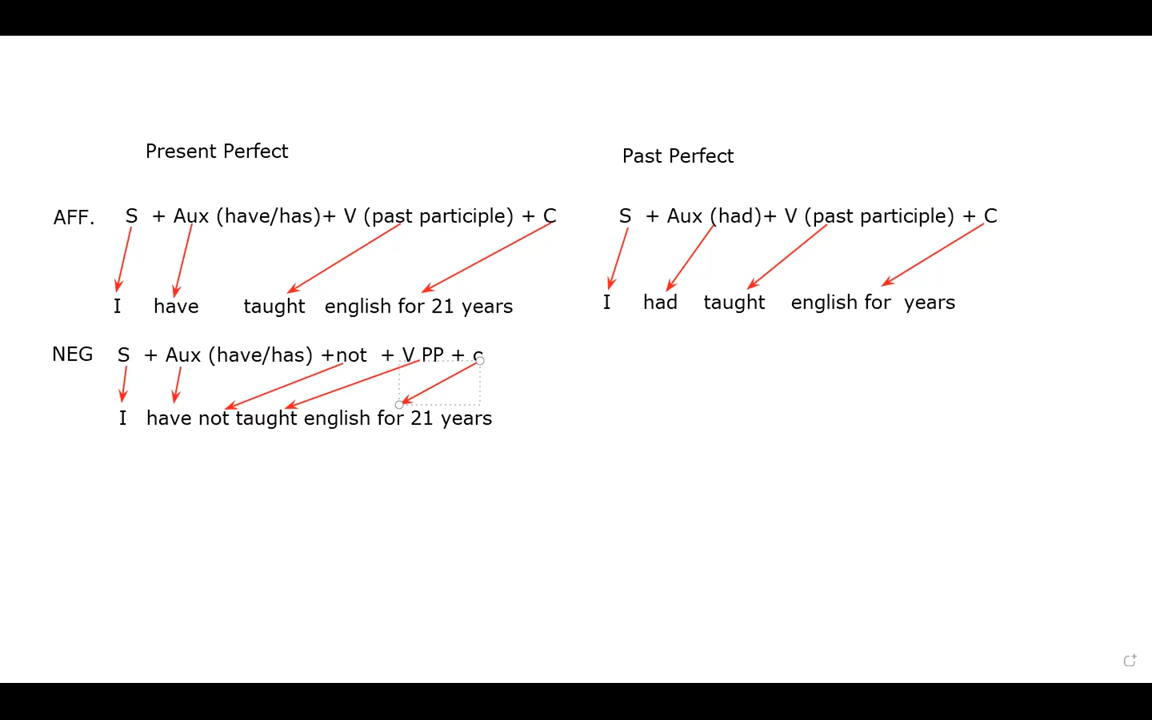 Present Perfect
Past Perfect
AFF. S + Aux (have/has)+ V (past participle) + C
S + Aux (had)+ V (past participle) + C
I have taught english for 21 years
I had taught english for years
NEG S + Aux (have/has) +not + V PP + c
I have not taught english for 21 years